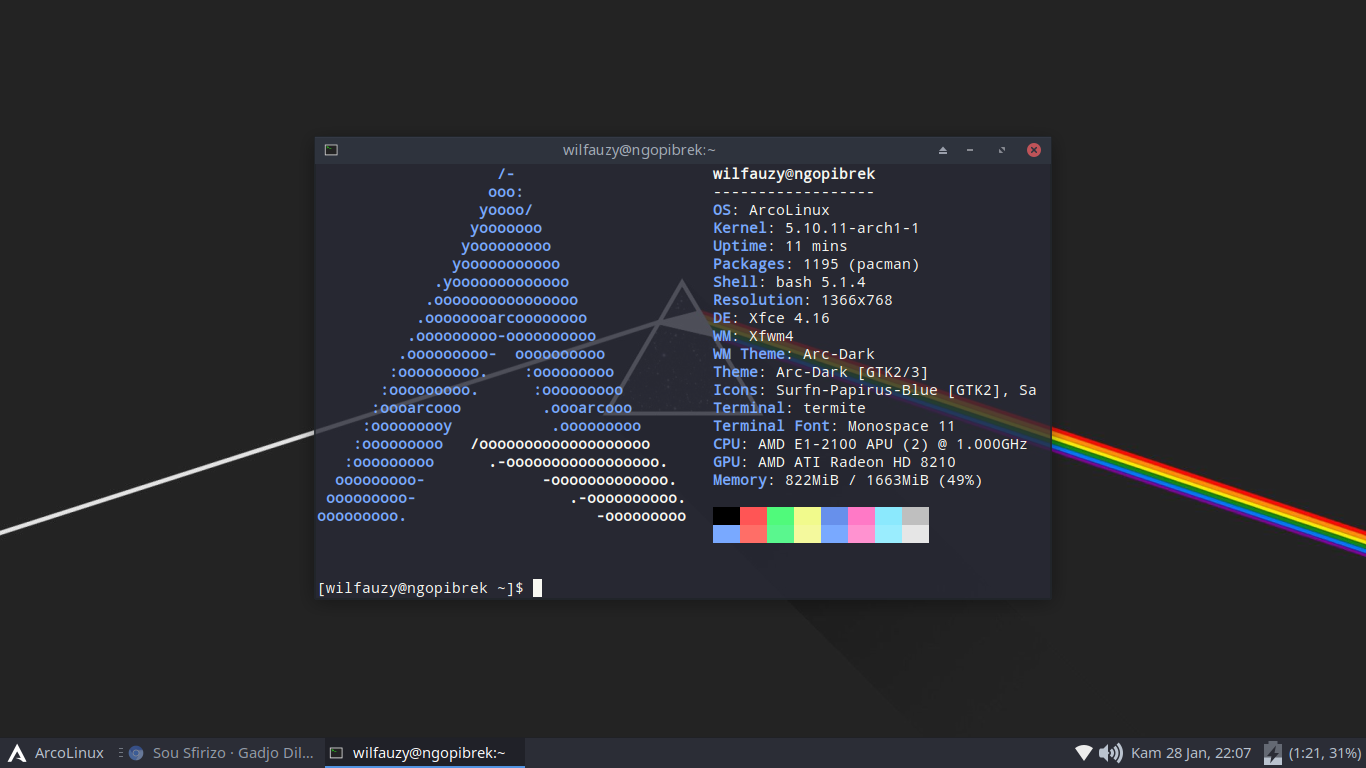 wilfauzy@ngopibrek:~
/-
ooo:
yoooo/
yooooooo
yooooooooo
yooooooooooo
.yooooooooooooo
.oooooooooooooooo
.oooooooarcoooooooo
.ooooooooo-oooooooooo
.ooooooooo-  oooooooooo
:ooooooooo.    :ooooooooo
:ooooooooo.      :ooooooooo
:oooarcooo         .oooarcooo
:ooooooooy           .ooooooooo
:ooooooooo   /ooooooooooooooooooo
:ooooooooo      .-ooooooooooooooooo.
ooooooooo-             -ooooooooooooo.
ooooooooo-                 .-oooooooooo.
ooooooooo.                     -ooooooooo
wilfauzy@ngopibrek
------------------
OS: ArcoLinux
Kernel: 5.10.11-arch1-1
Uptime: 11 mins
Packages: 1195 (pacman)
Shell: bash 5.1.4
Resolution: 1366x768
DE: Xfce 4.16
WM: Xfwm4
WM Theme: Arc-Dark
Theme: Arc-Dark [GTK2/3]
Icons: Surfn-Papirus-Blue [GTK2], Sa
Terminal: termite
Terminal Font: Monospace 11
CPU: AMD E1-2100 APU (2) @ 1.000GHz
GPU: AMD ATI Radeon HD 8210
Memory: 822MiB / 1663MiB (49%)
[wilfauzy@ngopibrek ~]$
ArcoLinux Sou Sfirizo · Gadjo Dil... wilfauzy@ngopibrek:~ Kam 28 Jan, 22:07 (1:21, 31%)